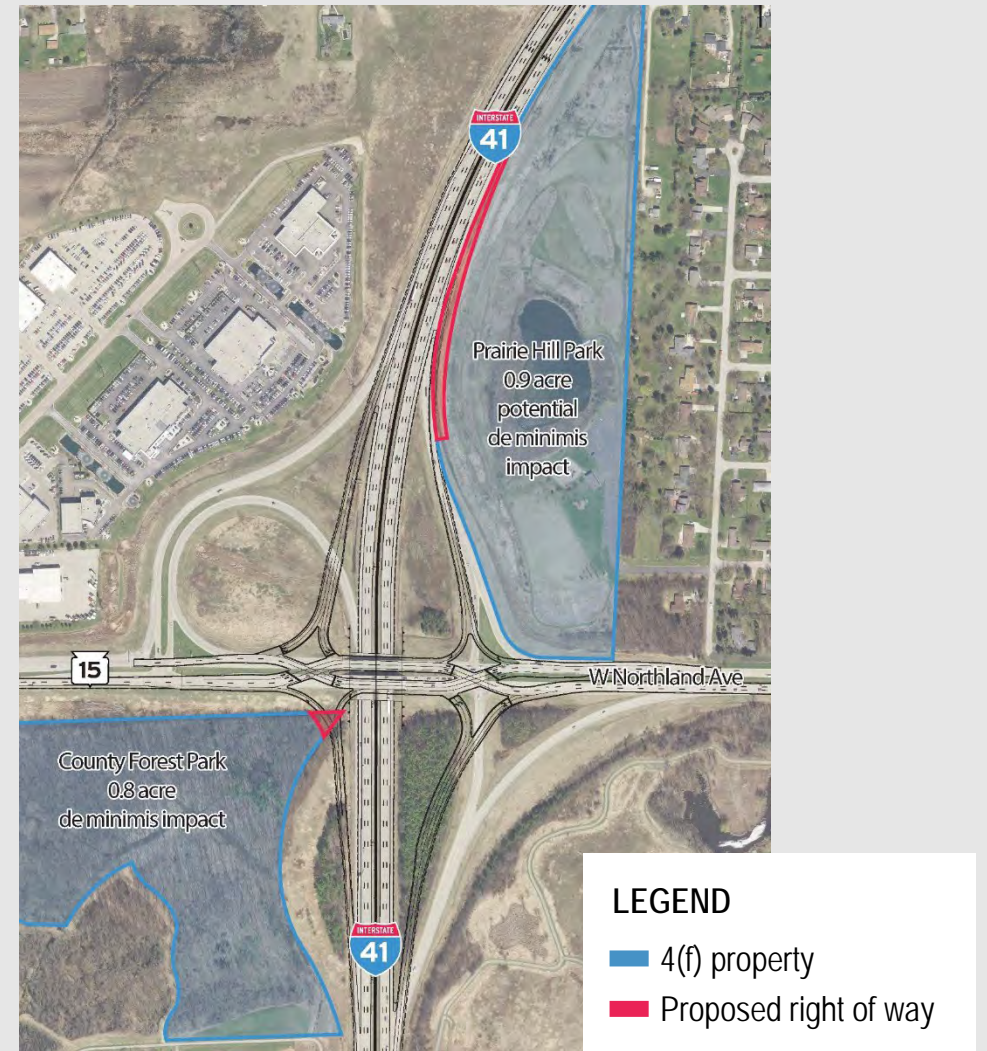 INTERSTATE
41
Prairie Hill Park
0.9 acre
potential
de minimis
impact
15
W Northland Ave
County Forest Park
0.8 acre
de minimis impact
INTERSTATE
41
LEGEND
4(f) property
Proposed right of way